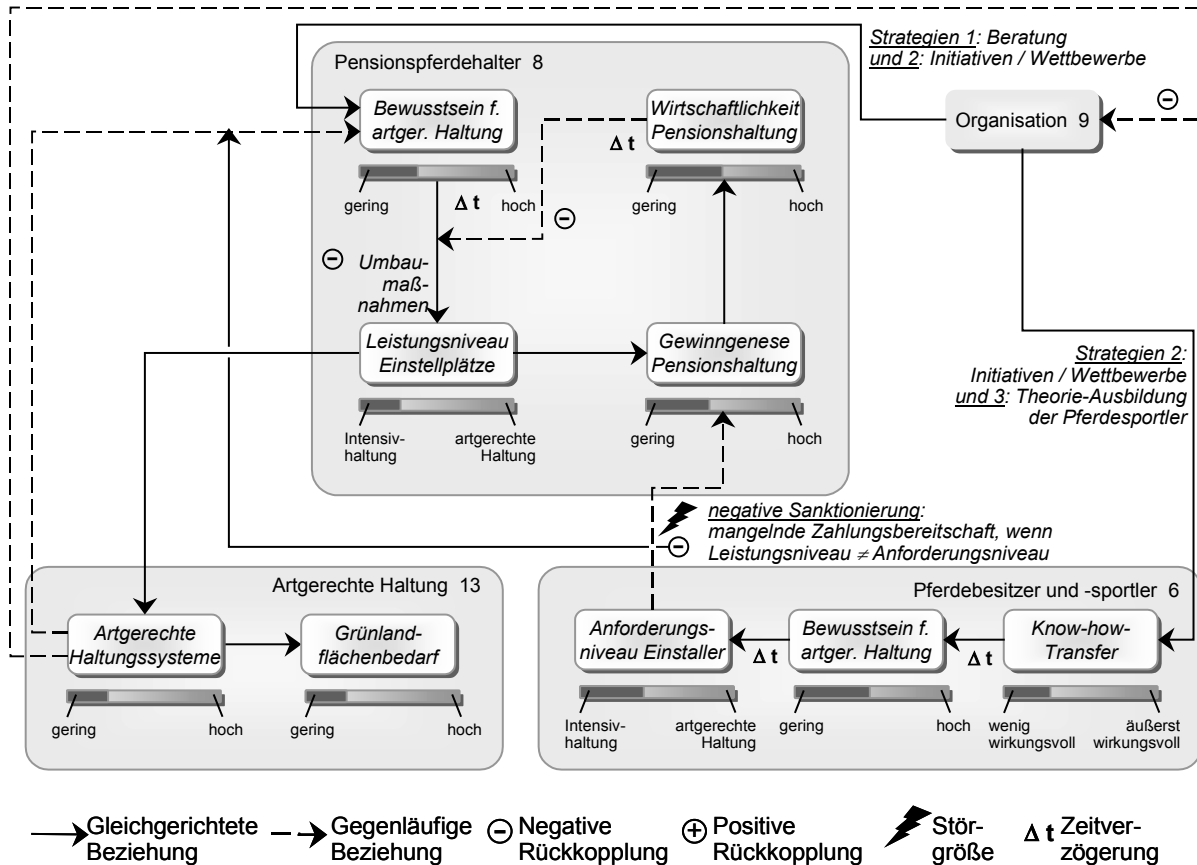 Strategien 1: Beratung
und 2: Initiativen / Wettbewerbe
Pensionspferdehalter 8
Bewusstsein f.
artger. Haltung
Wirtschaftlichkeit
Pensionshaltung
Organisation 9
⊖
Δ t
gering
hoch
Δ t
gering
hoch
⊖
⊖
Umbau-
maß-
nahmen
Leistungsniveau
Einstellplätze
Gewinngenese
Pensionshaltung
Strategien 2:
Initiativen / Wettbewerbe
und 3: Theorie-Ausbildung
der Pferdesportler
Intensiv-
haltung
artgerechte
Haltung
gering
hoch
negative Sanktionierung:
mangelnde Zahlungsbereitschaft, wenn
Leistungsniveau ≠ Anforderungsniveau
⊖
Artgerechte Haltung 13
Artgerechte
Haltungssysteme
Grünland-
flächenbedarf
gering
hoch
gering
hoch
Pferdebesitzer und -sportler 6
Anforderungs-
niveau Einstaller
Δ t
Bewusstsein f.
artger. Haltung
Δ t
Know-how-
Transfer
Intensiv-
haltung
artgerechte
Haltung
gering
hoch
wenig
wirkungsvoll
äußerst
wirkungsvoll
Gleichgerichtete
Beziehung
Gegenläufige
Beziehung
⊖ Negative
Rückkopplung
⊕ Positive
Rückkopplung
Stör-
größe
Δ t Zeitver-
zögerung